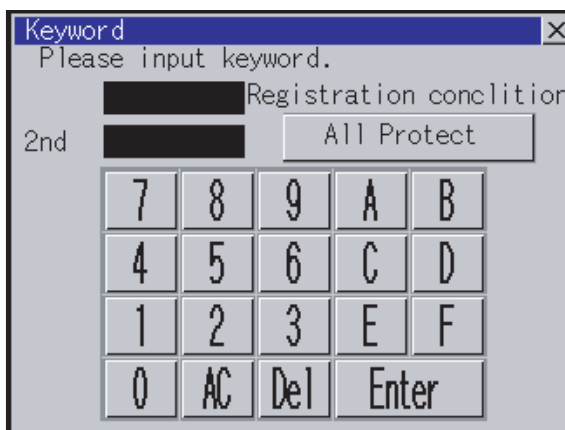 Keyword ×
Please input keyword.
Registration conclition
2nd All Protect
7 8 9 A B
4 5 6 C D
1 2 3 E F
0 AC Del Enter